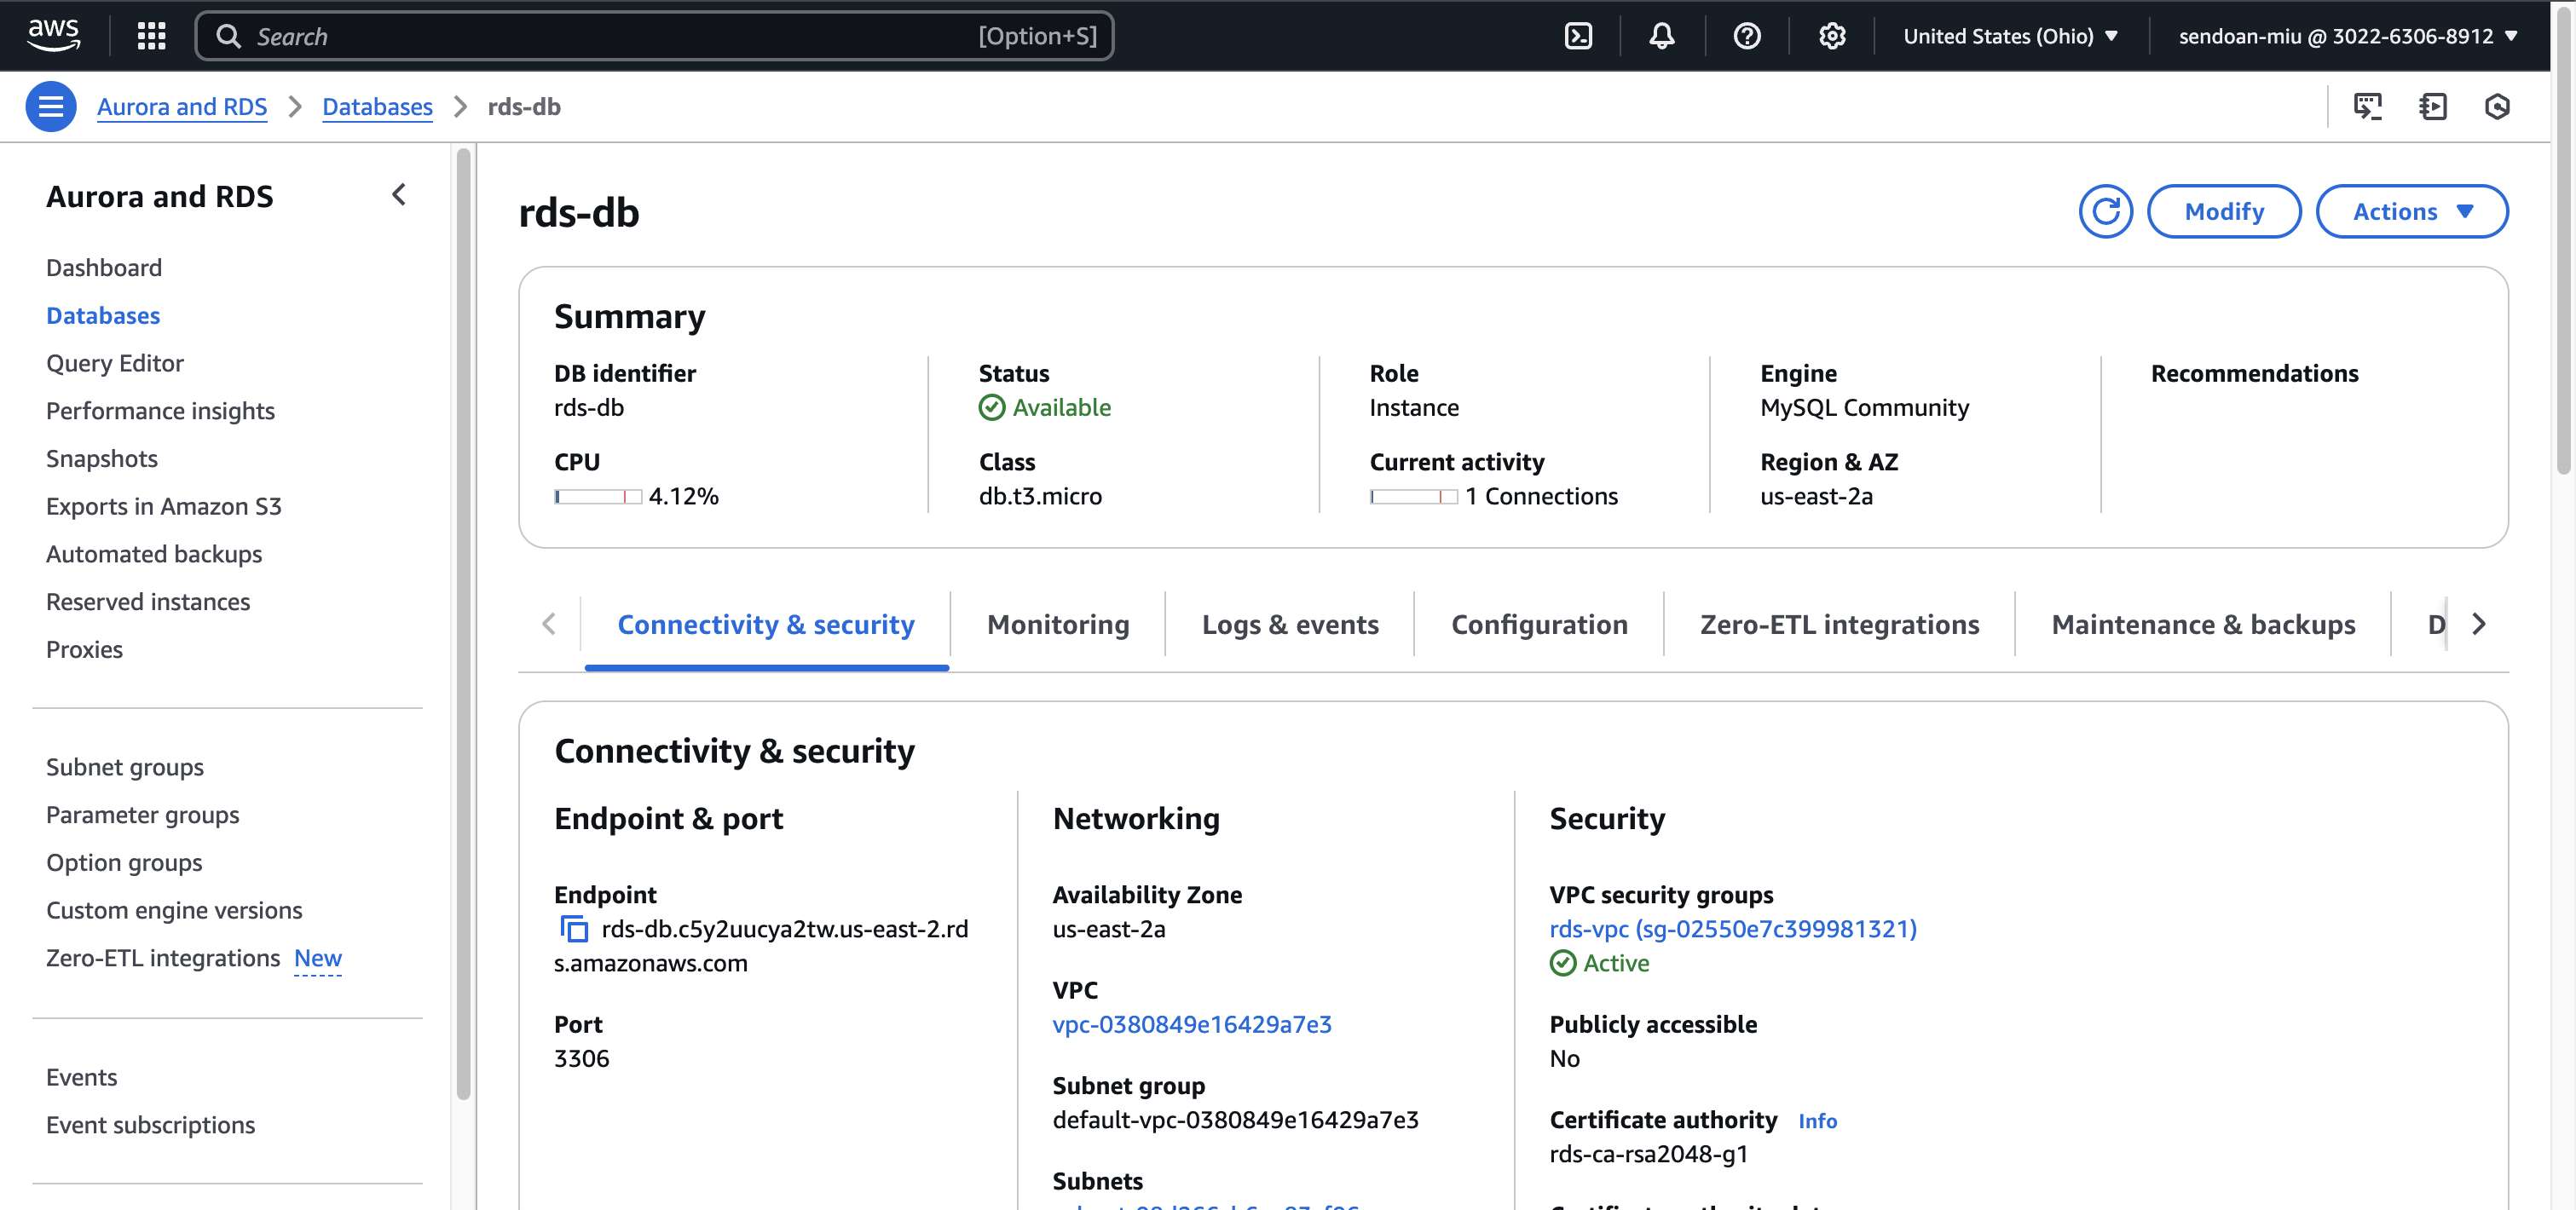 aws
Search
[Option+S]
United States (Ohio)
sendoan-miu @ 3022-6306-8912
Aurora and RDS
Databases
rds-db
Aurora and RDS
Dashboard
Databases
Query Editor
Performance insights
Snapshots
Exports in Amazon S3
Automated backups
Reserved instances
Proxies
Subnet groups
Parameter groups
Option groups
Custom engine versions
Zero-ETL integrations New
Events
Event subscriptions
rds-db
Modify
Actions
Summary
DB identifier
rds-db
CPU
4.12%
Status
Available
Class
db.t3.micro
Role
Instance
Current activity
1 Connections
Engine
MySQL Community
Region & AZ
us-east-2a
Recommendations
Connectivity & security
Monitoring
Logs & events
Configuration
Zero-ETL integrations
Maintenance & backups
D
Connectivity & security
Endpoint & port
Endpoint
rds-db.c5y2uucya2tw.us-east-2.rd
s.amazonaws.com
Port
3306
Networking
Availability Zone
us-east-2a
VPC
vpc-0380849e16429a7e3
Subnet group
default-vpc-0380849e16429a7e3
Subnets
Security
VPC security groups
rds-vpc (sg-02550e7c399981321)
Active
Publicly accessible
No
Certificate authority Info
rds-ca-rsa2048-g1